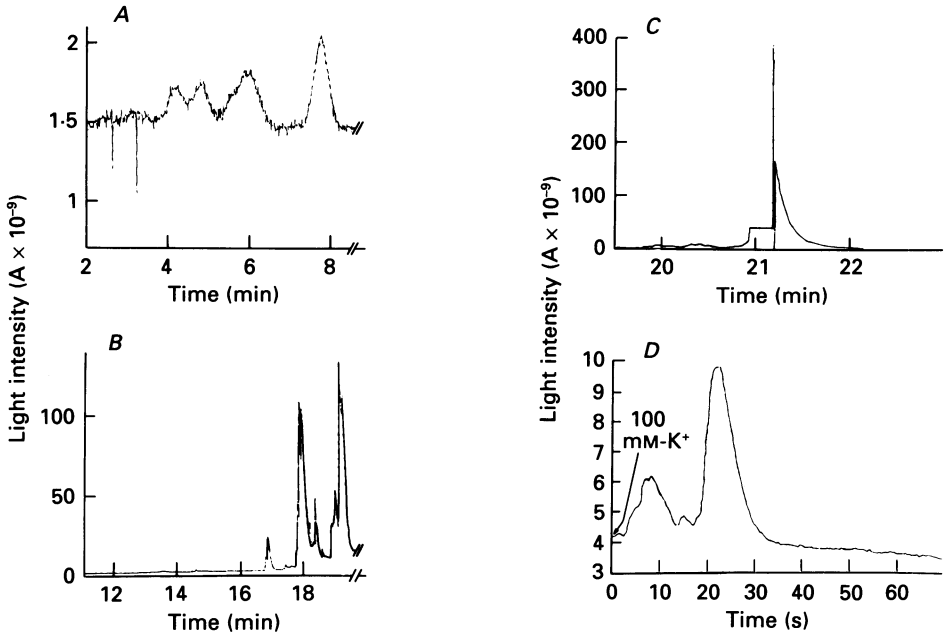 A
2
1·5
1
2 4 6 8
Time (min)
Light intensity (A × 10⁻⁹)
B
100
50
0
12 14 16 18
Time (min)
C
400
300
200
100
0
20 21 22
Time (min)
Light intensity (A × 10⁻⁹)
D
10
9
8
7
6
5
4
3
100
mM-K⁺
0 10 20 30 40 50 60
Time (s)